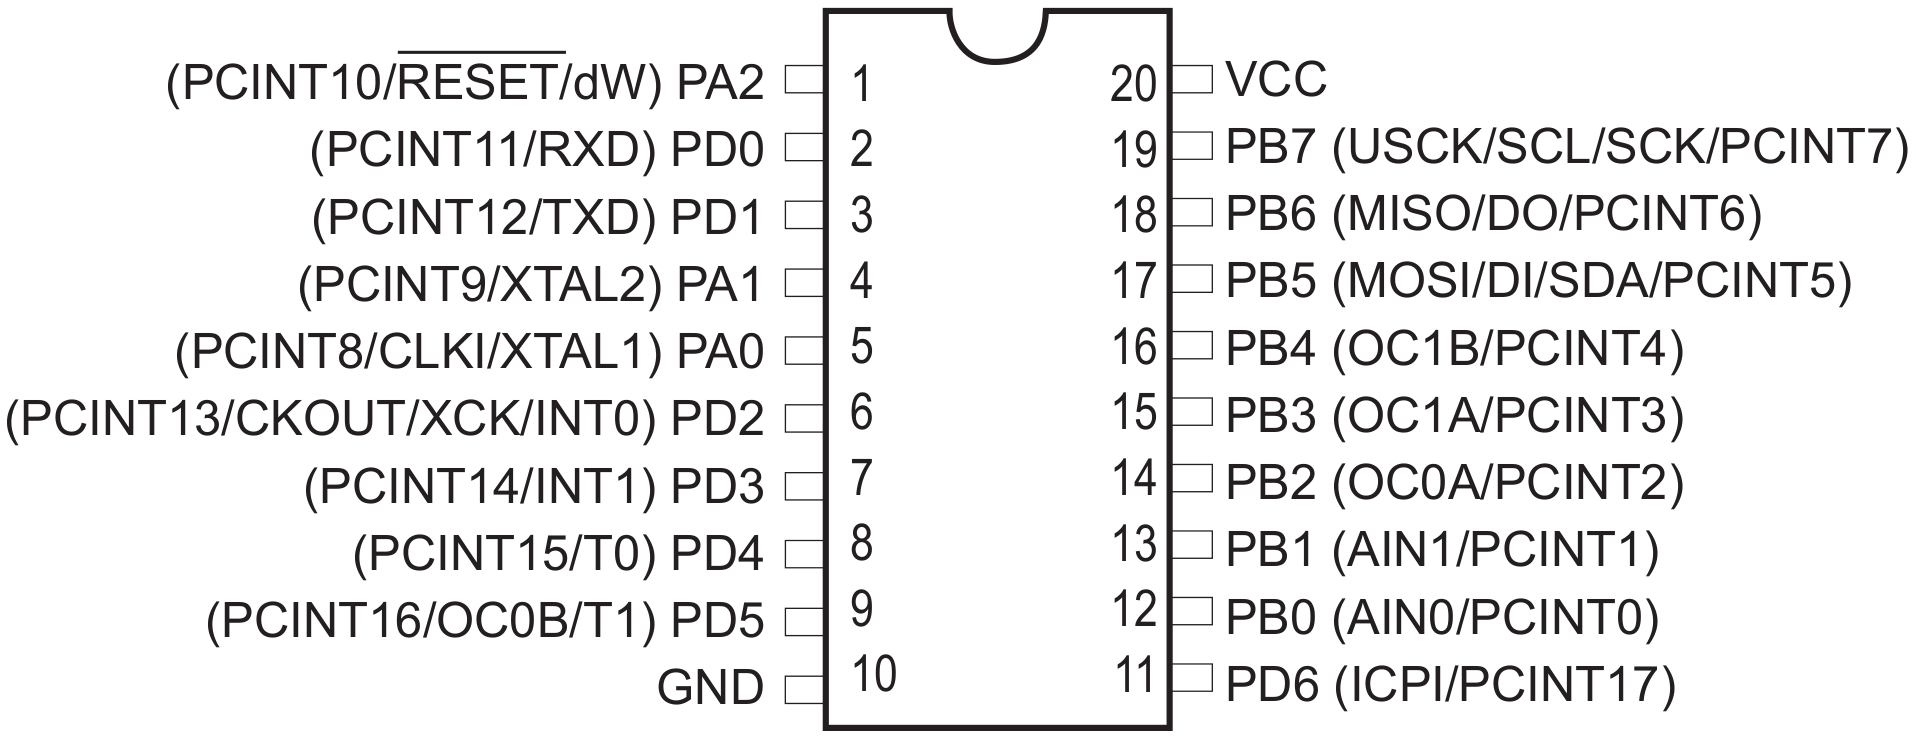 (PCINT10/RESET/dW) PA2 1 20 VCC
(PCINT11/RXD) PD0 2 19 PB7 (USCK/SCL/SCK/PCINT7)
(PCINT12/TXD) PD1 3 18 PB6 (MISO/DO/PCINT6)
(PCINT9/XTAL2) PA1 4 17 PB5 (MOSI/DI/SDA/PCINT5)
(PCINT8/CLKI/XTAL1) PA0 5 16 PB4 (OC1B/PCINT4)
(PCINT13/CKOUT/XCK/INT0) PD2 6 15 PB3 (OC1A/PCINT3)
(PCINT14/INT1) PD3 7 14 PB2 (OC0A/PCINT2)
(PCINT15/T0) PD4 8 13 PB1 (AIN1/PCINT1)
(PCINT16/OC0B/T1) PD5 9 12 PB0 (AIN0/PCINT0)
GND 10 11 PD6 (ICPI/PCINT17)